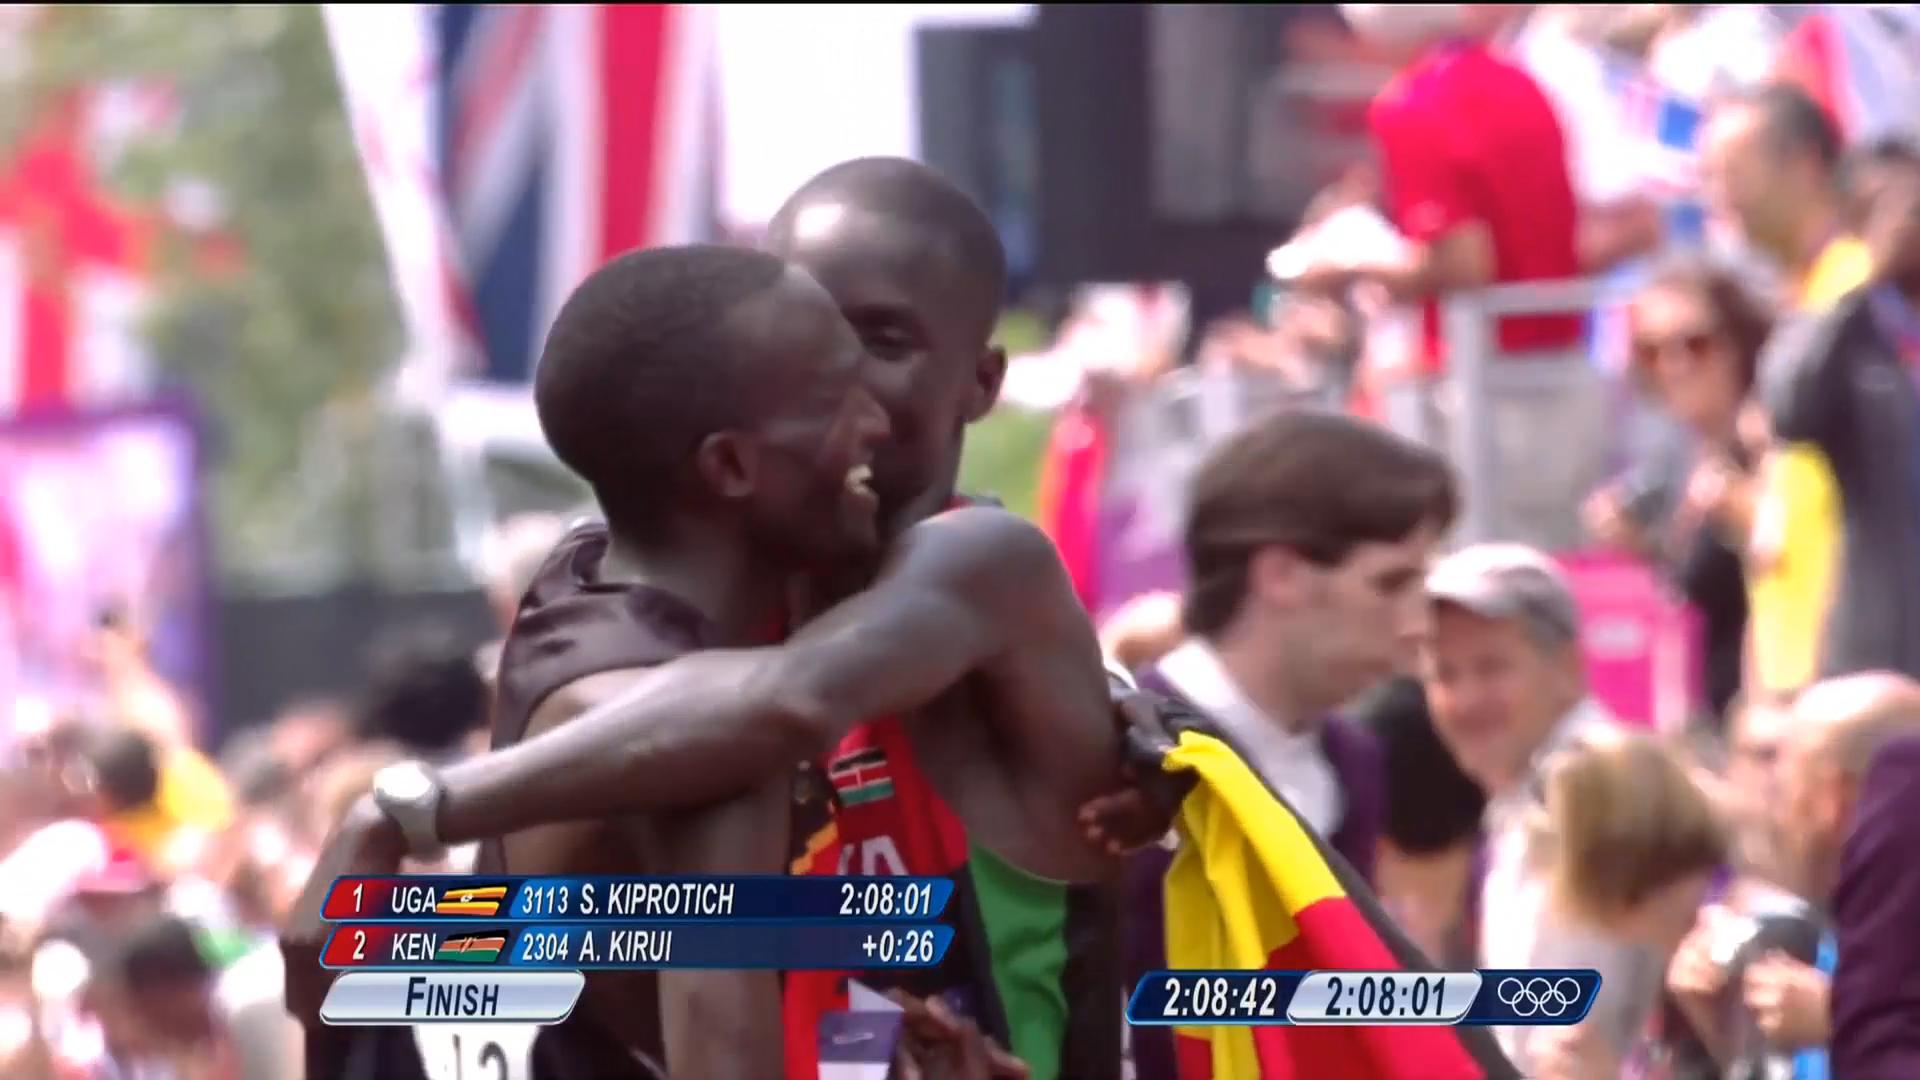 1 UGA 3113 S. KIPROTICH 2:08:01
2 KEN 2304 A. KIRUI +0:26
FINISH
2:08:42 2:08:01